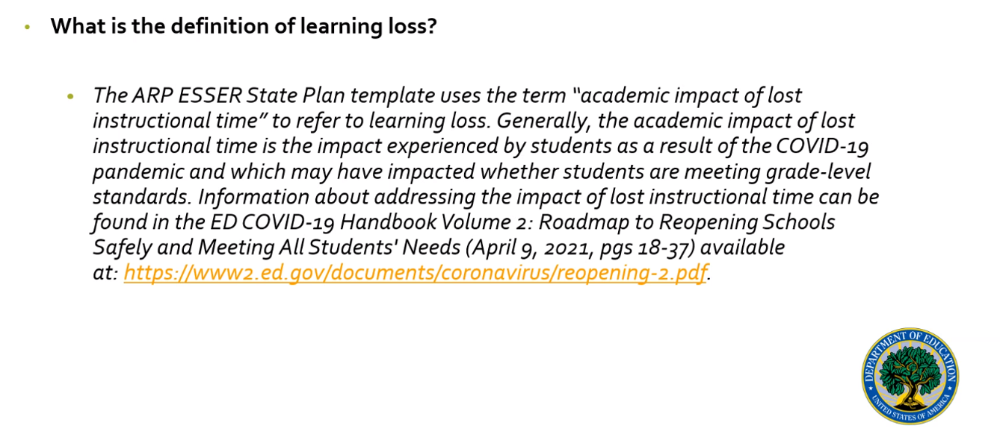 • What is the definition of learning loss?
• The ARP ESSER State Plan template uses the term “academic impact of lost
instructional time” to refer to learning loss. Generally, the academic impact of lost
instructional time is the impact experienced by students as a result of the COVID-19
pandemic and which may have impacted whether students are meeting grade-level
standards. Information about addressing the impact of lost instructional time can be
found in the ED COVID-19 Handbook Volume 2: Roadmap to Reopening Schools
Safely and Meeting All Students' Needs (April 9, 2021, pgs 18-37) available
at: https://www2.ed.gov/documents/coronavirus/reopening-2.pdf.
DEPARTMENT OF EDUCATION
UNITED STATES OF AMERICA